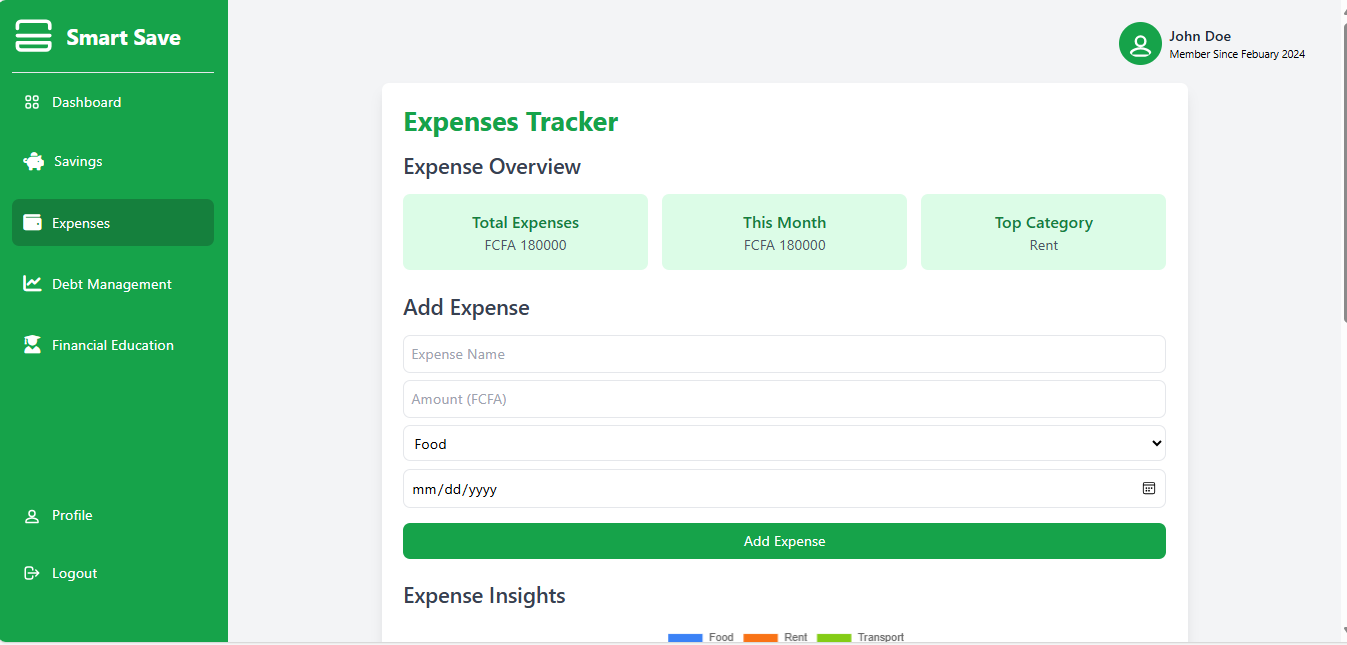 Smart Save
Dashboard
Savings
Expenses
Debt Management
Financial Education
Profile
Logout
John Doe
Member Since Febuary 2024
Expenses Tracker
Expense Overview
Total Expenses
FCFA 180000
This Month
FCFA 180000
Top Category
Rent
Add Expense
Expense Name
Amount (FCFA)
Food
mm/dd/yyyy
Add Expense
Expense Insights
Food Rent Transport